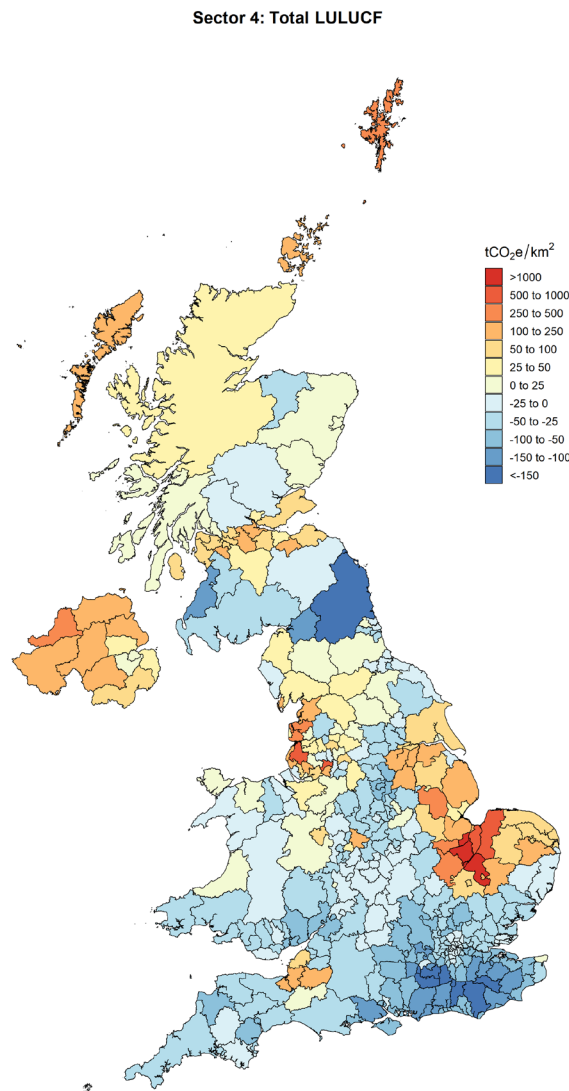 Sector 4: Total LULUCF
tCO₂e/km²
>1000
500 to 1000
250 to 500
100 to 250
50 to 100
25 to 50
0 to 25
-25 to 0
-50 to -25
-100 to -50
-150 to -100
<-150